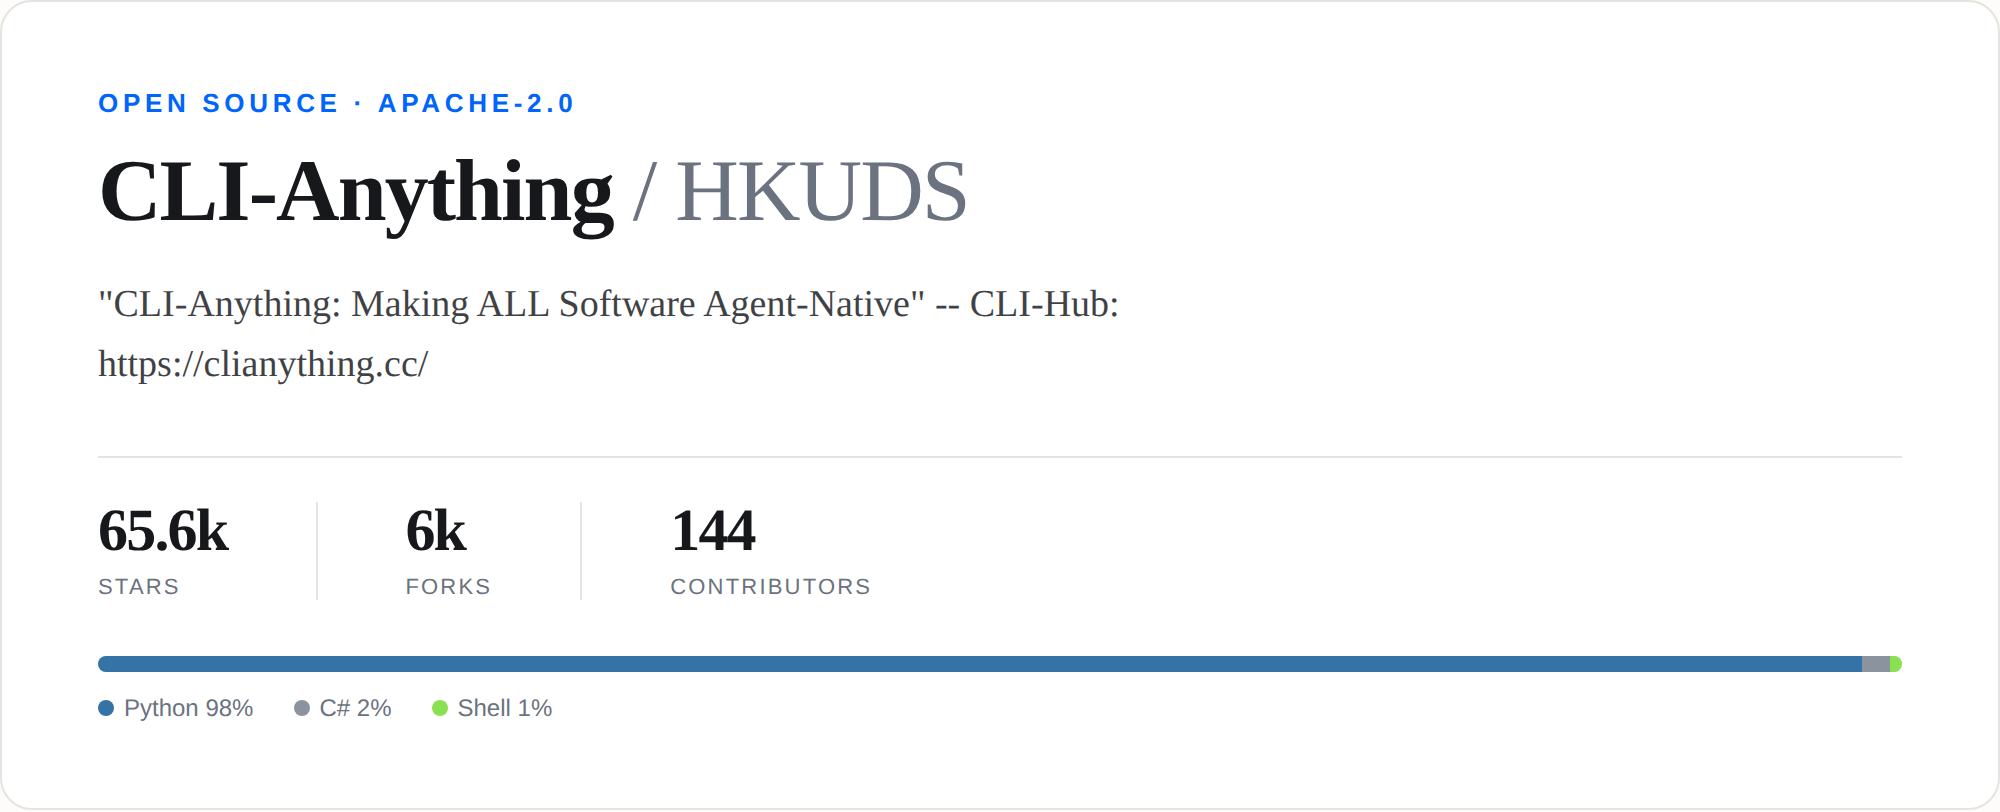 OPEN SOURCE · APACHE-2.0
CLI-Anything / HKUDS
"CLI-Anything: Making ALL Software Agent-Native" -- CLI-Hub:
https://clianything.cc/
65.6k
STARS
6k
FORKS
144
CONTRIBUTORS
Python 98%
C# 2%
Shell 1%